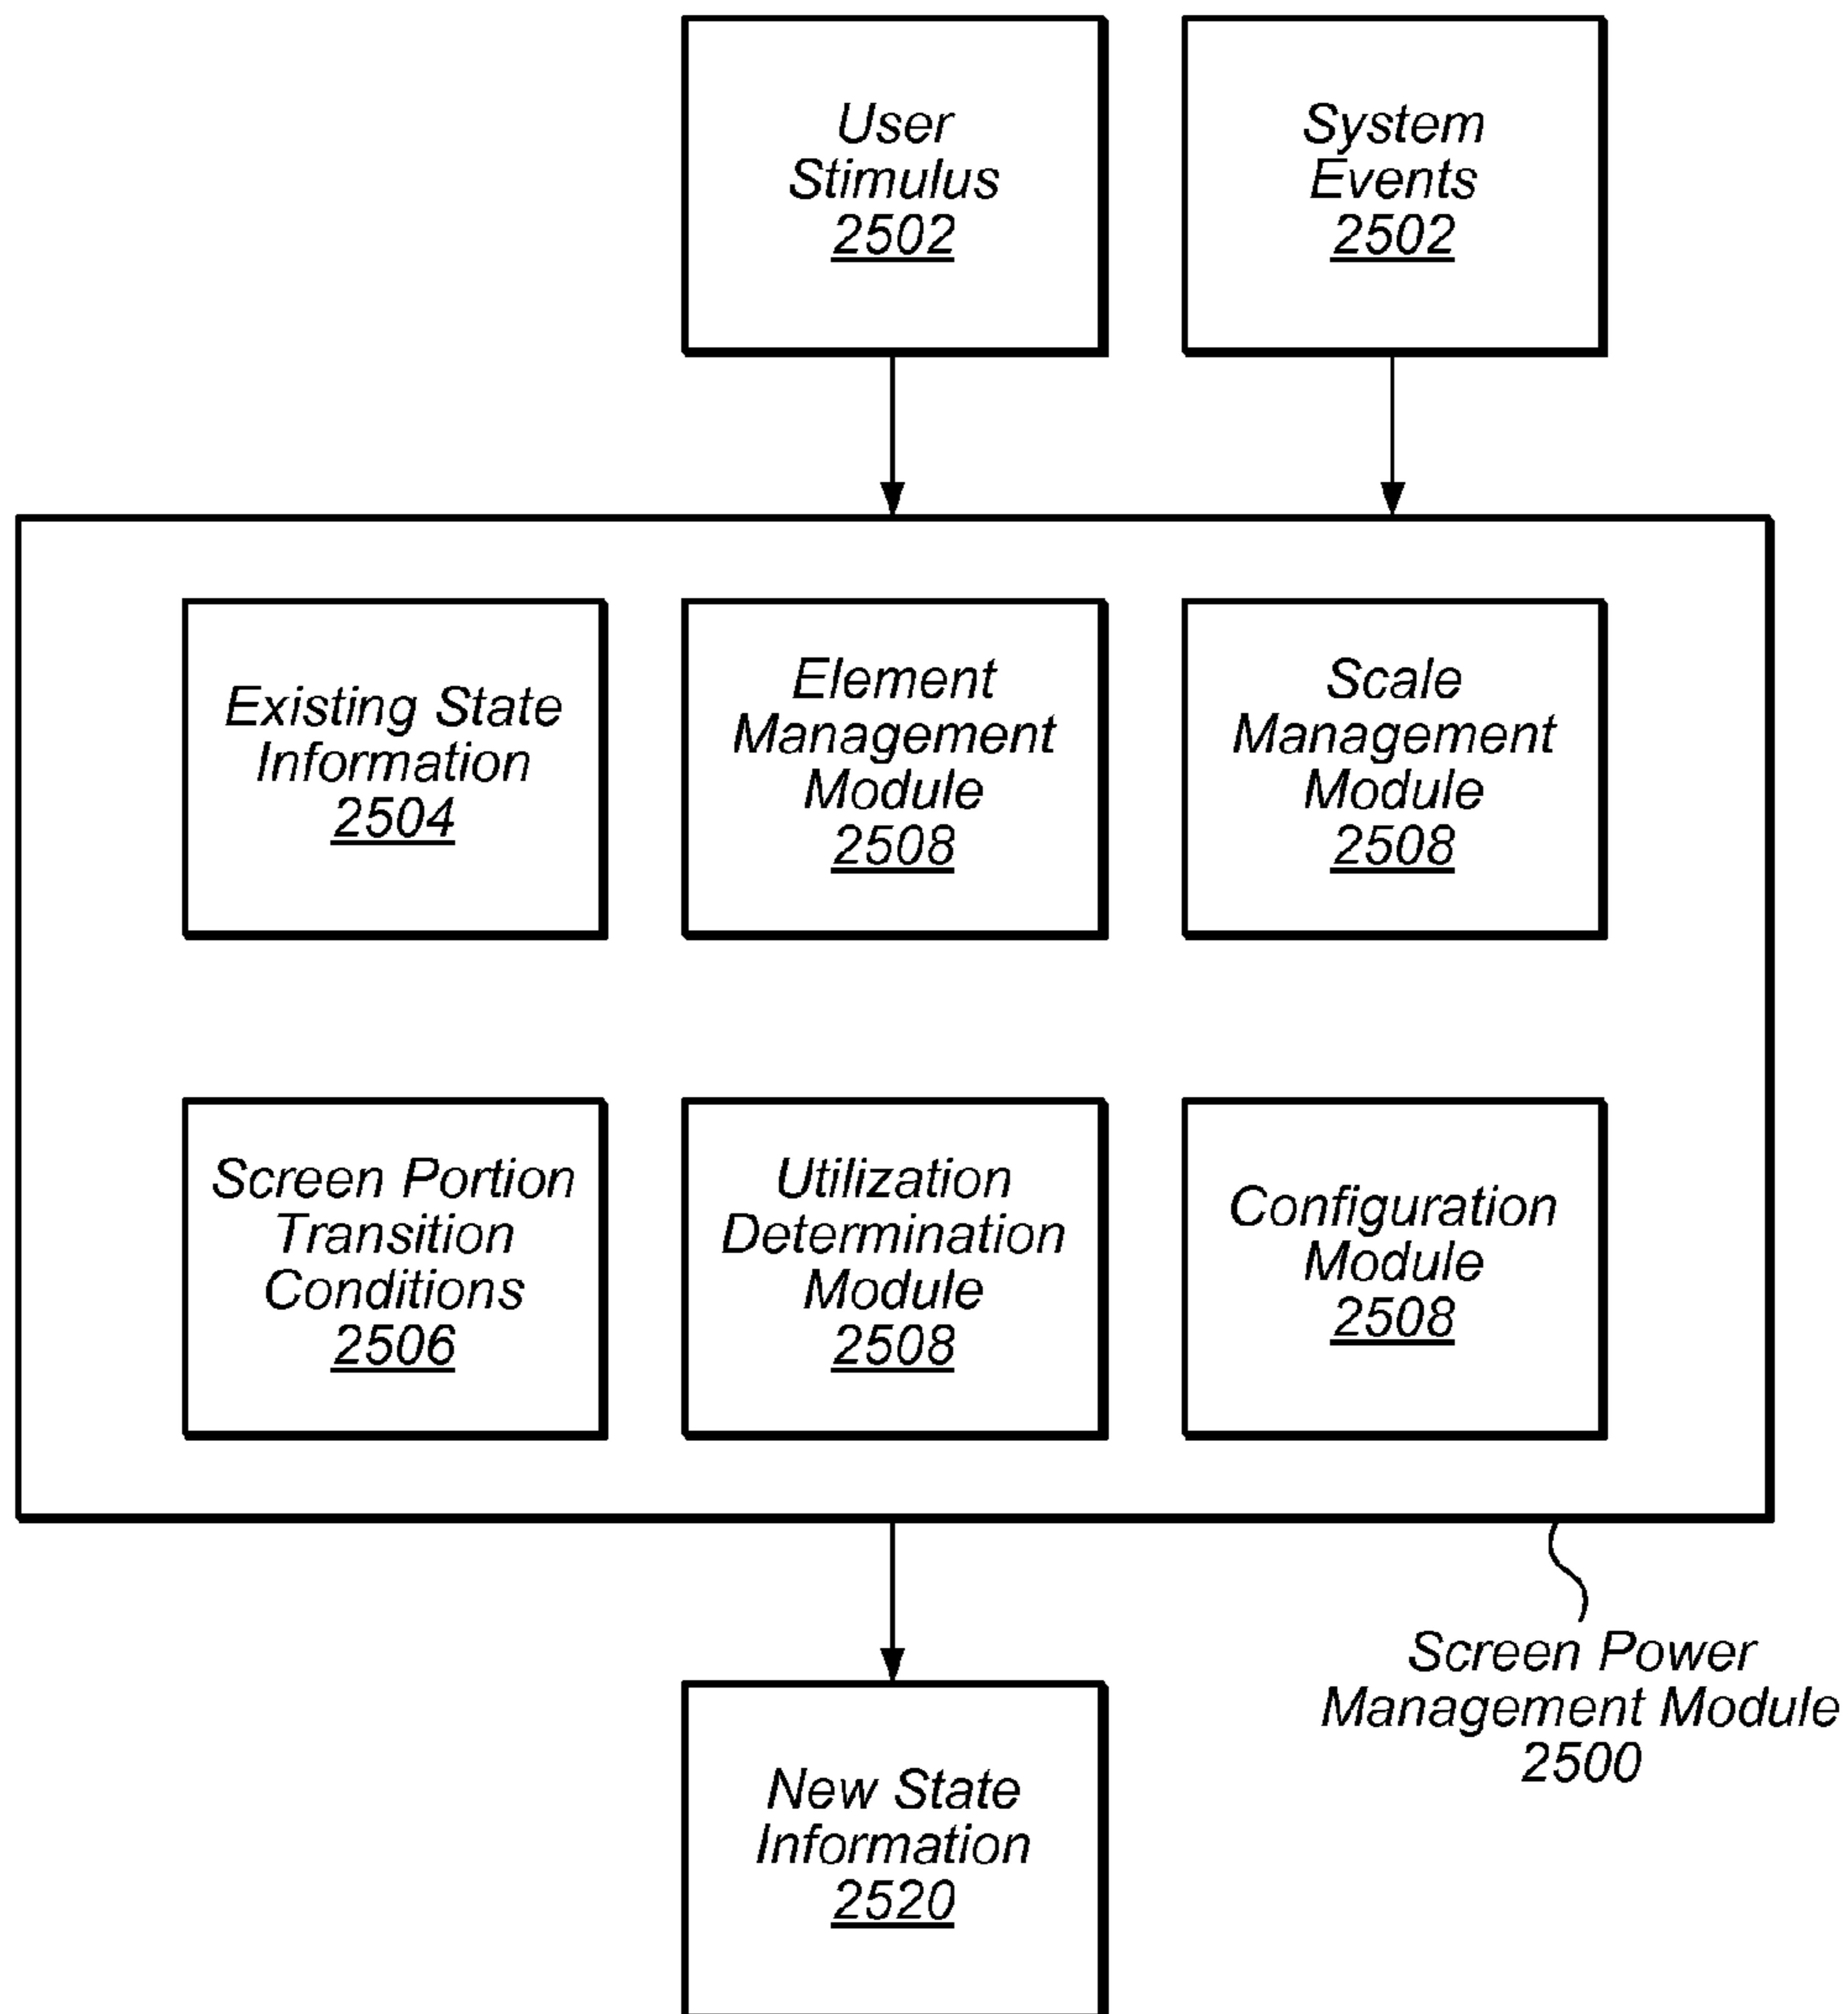 User
Stimulus
2502
System
Events
2502
Existing State
Information
2504
Element
Management
Module
2508
Scale
Management
Module
2508
Screen Portion
Transition
Conditions
2506
Utilization
Determination
Module
2508
Configuration
Module
2508
Screen Power
Management Module
2500
New State
Information
2520